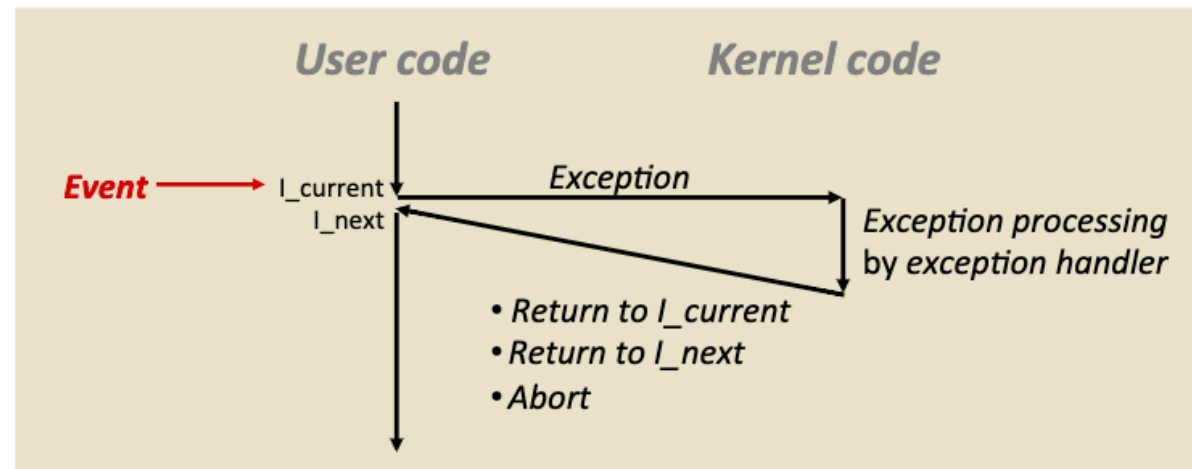 User code
Kernel code
Event
I_current
Exception
I_next
Exception processing
by exception handler
• Return to I_current
• Return to I_next
• Abort